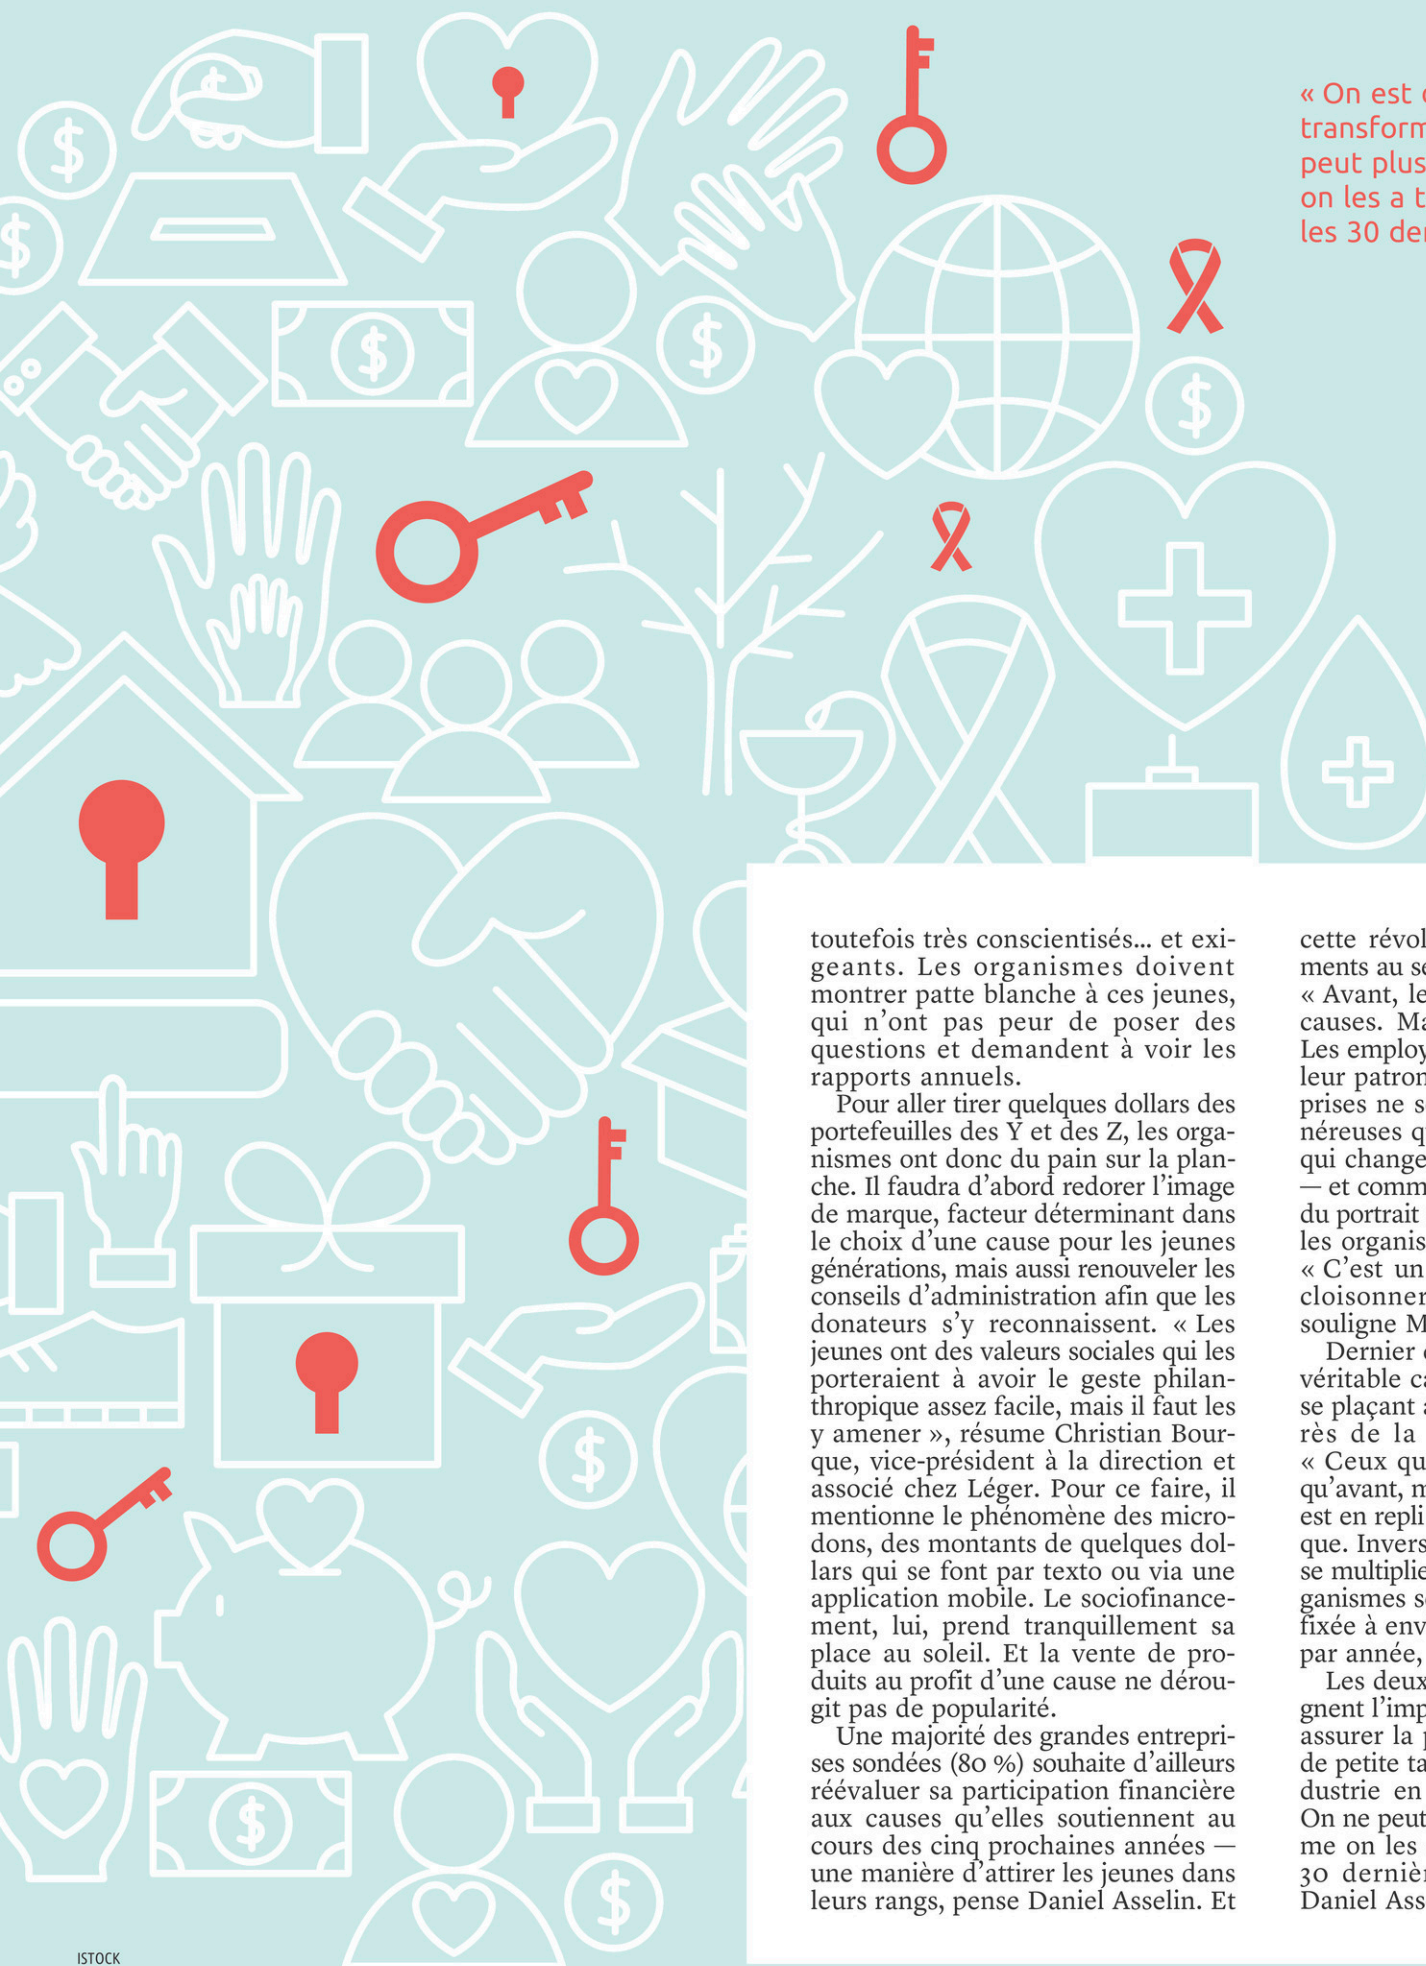 « On est
transform
peut plus
on les a t
les 30 der
toutefois très conscientisés… et exi-
geants. Les organismes doivent
montrer patte blanche à ces jeunes,
qui n'ont pas peur de poser des
questions et demandent à voir les
rapports annuels.
Pour aller tirer quelques dollars des
portefeuilles des Y et des Z, les orga-
nismes ont donc du pain sur la plan-
che. Il faudra d'abord redorer l'image
de marque, facteur déterminant dans
le choix d'une cause pour les jeunes
générations, mais aussi renouveler les
conseils d'administration afin que les
donateurs s'y reconnaissent. « Les
jeunes ont des valeurs sociales qui les
porteraient à avoir le geste philan-
thropique assez facile, mais il faut les
y amener », résume Christian Bour-
que, vice-président à la direction et
associé chez Léger. Pour ce faire, il
mentionne le phénomène des micro-
dons, des montants de quelques dol-
lars qui se font par texto ou via une
application mobile. Le sociofinance-
ment, lui, prend tranquillement sa
place au soleil. Et la vente de pro-
duits au profit d'une cause ne dérou-
git pas de popularité.
Une majorité des grandes entrepri-
ses sondées (80 %) souhaite d'ailleurs
réévaluer sa participation financière
aux causes qu'elles soutiennent au
cours des cinq prochaines années —
une manière d'attirer les jeunes dans
leurs rangs, pense Daniel Asselin. Et
cette révol
ments au se
« Avant, le
causes. Ma
Les employ
leur patron
prises ne s
néreuses q
qui change
— et comm
du portrait
les organis
« C'est un
cloisonner
souligne M
Dernier
véritable ca
se plaçant a
rès de la
« Ceux qu
qu'avant, m
est en repli
que. Invers
se multiplie
ganismes s
fixée à env
par année,
Les deux
gnent l'imp
assurer la p
de petite ta
dustrie en
On ne peut
me on les
30 dernièr
Daniel Ass
ISTOCK